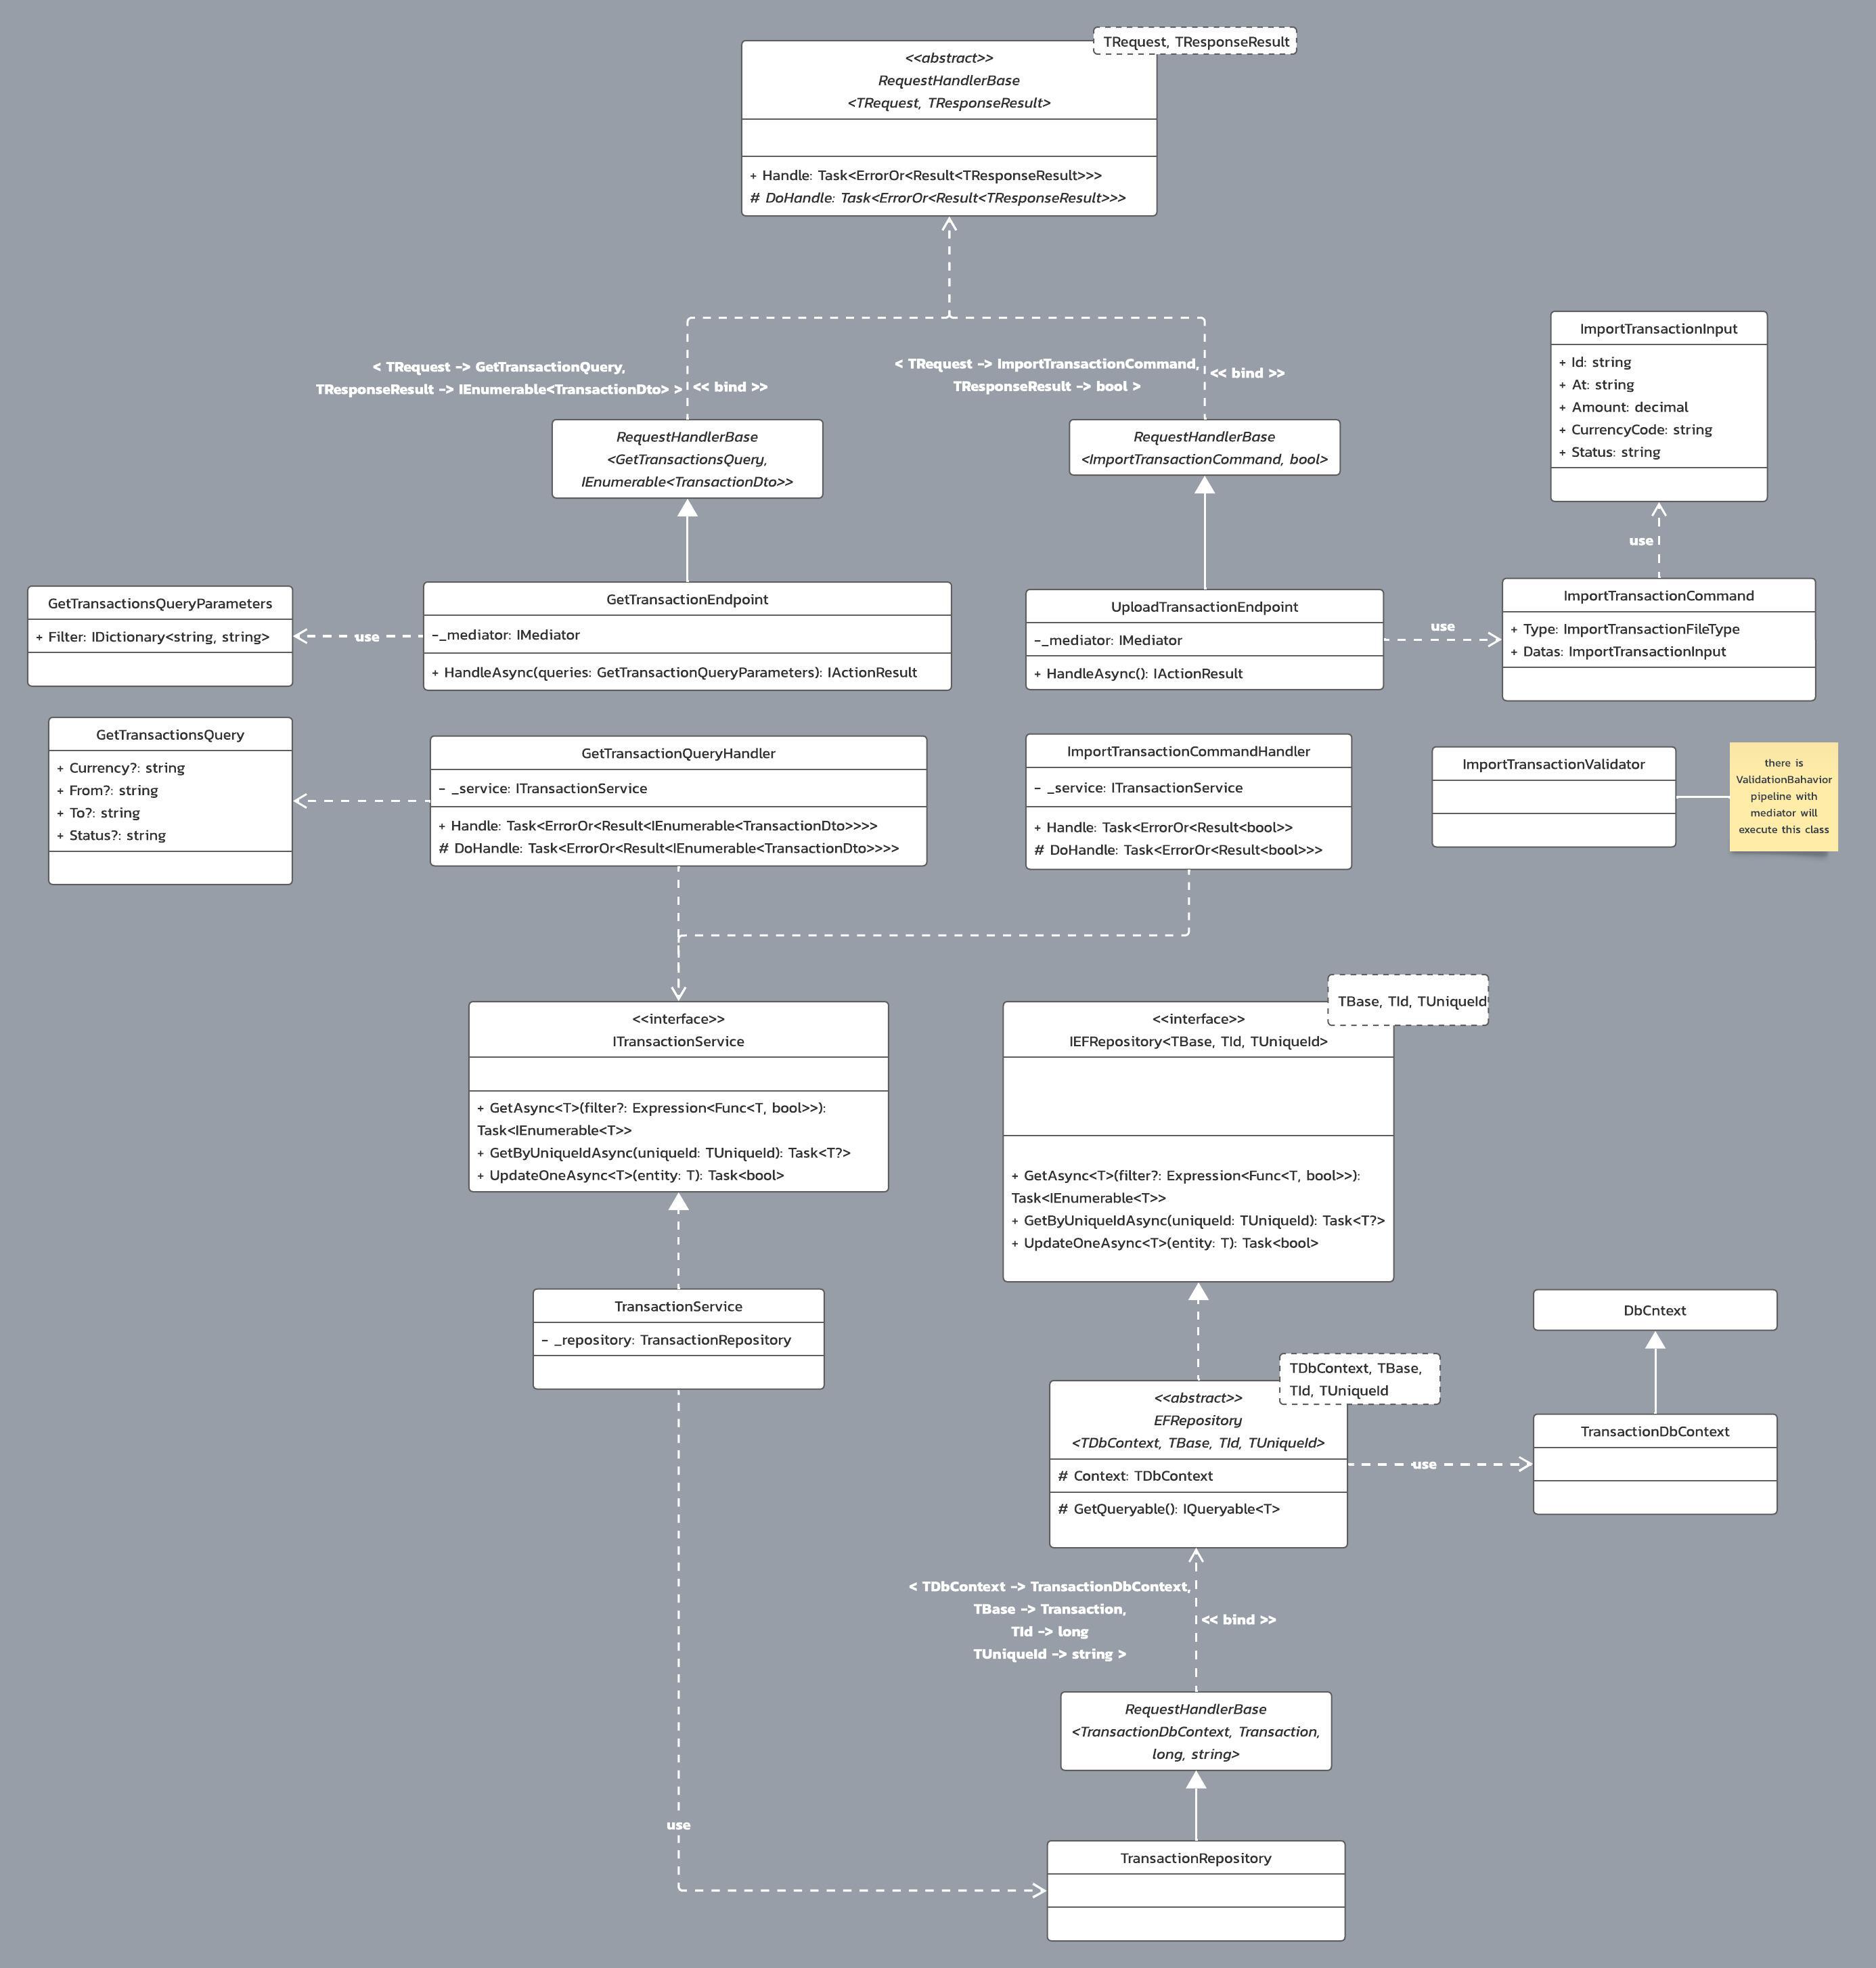 TRequest, TResponseResult
<<abstract>>
RequestHandlerBase
<TRequest, TResponseResult>
+ Handle: Task<ErrorOr<Result<TResponseResult>>>
# DoHandle: Task<ErrorOr<Result<TResponseResult>>>
< TRequest -> GetTransactionQuery,
TResponseResult -> IEnumerable<TransactionDto> >
<< bind >>
< TRequest -> ImportTransactionCommand,
TResponseResult -> bool >
<< bind >>
ImportTransactionInput
+ Id: string
+ At: string
+ Amount: decimal
+ CurrencyCode: string
+ Status: string
RequestHandlerBase
<GetTransactionsQuery,
IEnumerable<TransactionDto>>
RequestHandlerBase
<ImportTransactionCommand, bool>
use
GetTransactionsQueryParameters
+ Filter: IDictionary<string, string>
use
GetTransactionEndpoint
-_mediator: IMediator
+ HandleAsync(queries: GetTransactionQueryParameters): IActionResult
UploadTransactionEndpoint
-_mediator: IMediator
+ HandleAsync(): IActionResult
use
ImportTransactionCommand
+ Type: ImportTransactionFileType
+ Datas: ImportTransactionInput
GetTransactionsQuery
+ Currency?: string
+ From?: string
+ To?: string
+ Status?: string
GetTransactionQueryHandler
- _service: ITransactionService
+ Handle: Task<ErrorOr<Result<IEnumerable<TransactionDto>>>>
# DoHandle: Task<ErrorOr<Result<IEnumerable<TransactionDto>>>>
ImportTransactionCommandHandler
- _service: ITransactionService
+ Handle: Task<ErrorOr<Result<bool>>
# DoHandle: Task<ErrorOr<Result<bool>>>
ImportTransactionValidator
there is
ValidationBahavior
pipeline with
mediator will
execute this class
<<interface>>
ITransactionService
+ GetAsync<T>(filter?: Expression<Func<T, bool>>):
Task<IEnumerable<T>>
+ GetByUniqueIdAsync(uniqueId: TUniqueId): Task<T?>
+ UpdateOneAsync<T>(entity: T): Task<bool>
TBase, TId, TUniqueId
<<interface>>
IEFRepository<TBase, TId, TUniqueId>
+ GetAsync<T>(filter?: Expression<Func<T, bool>>):
Task<IEnumerable<T>>
+ GetByUniqueIdAsync(uniqueId: TUniqueId): Task<T?>
+ UpdateOneAsync<T>(entity: T): Task<bool>
TransactionService
- _repository: TransactionRepository
DbCntext
TDbContext, TBase,
TId, TUniqueId
<<abstract>>
EFRepository
<TDbContext, TBase, TId, TUniqueId>
# Context: TDbContext
# GetQueryable(): IQueryable<T>
use
TransactionDbContext
< TDbContext -> TransactionDbContext,
TBase -> Transaction,
TId -> long
TUniqueId -> string >
<< bind >>
RequestHandlerBase
<TransactionDbContext, Transaction,
long, string>
use
TransactionRepository